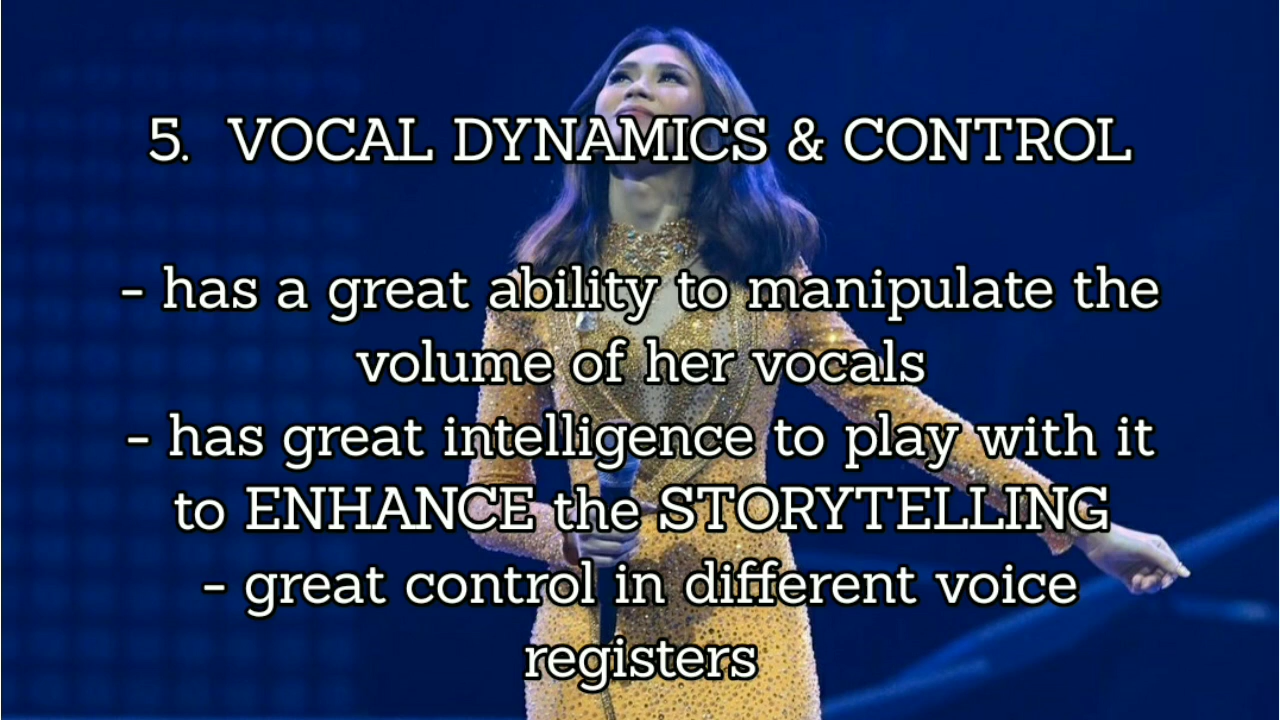 5. VOCAL DYNAMICS & CONTROL
- has a great ability to manipulate the
volume of her vocals
- has great intelligence to play with it
to ENHANCE the STORYTELLING
- great control in different voice
registers